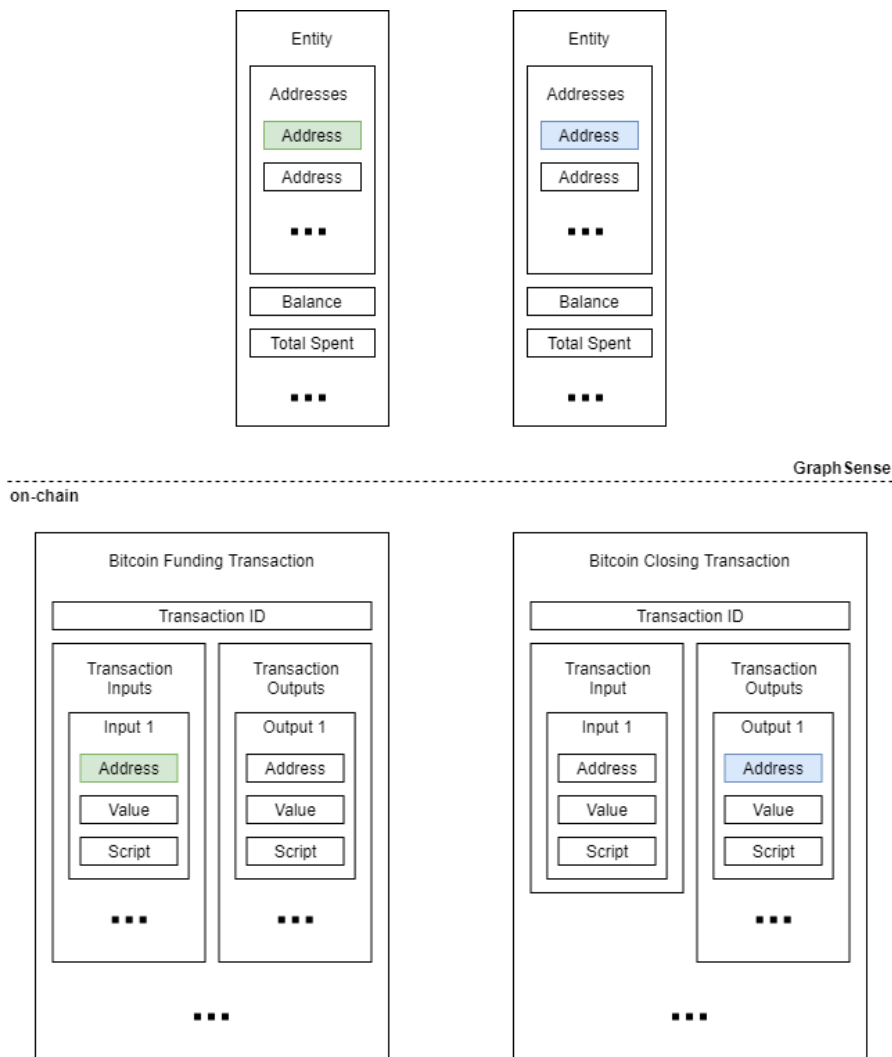 Entity
Addresses
Address
Address
Balance
Total Spent
Entity
Addresses
Address
Address
Balance
Total Spent
GraphSense
on-chain
Bitcoin Funding Transaction
Transaction ID
Transaction
Inputs
Input 1
Address
Value
Script
Transaction
Outputs
Output 1
Address
Value
Script
Bitcoin Closing Transaction
Transaction ID
Transaction
Input
Input 1
Address
Value
Script
Transaction
Outputs
Output 1
Address
Value
Script